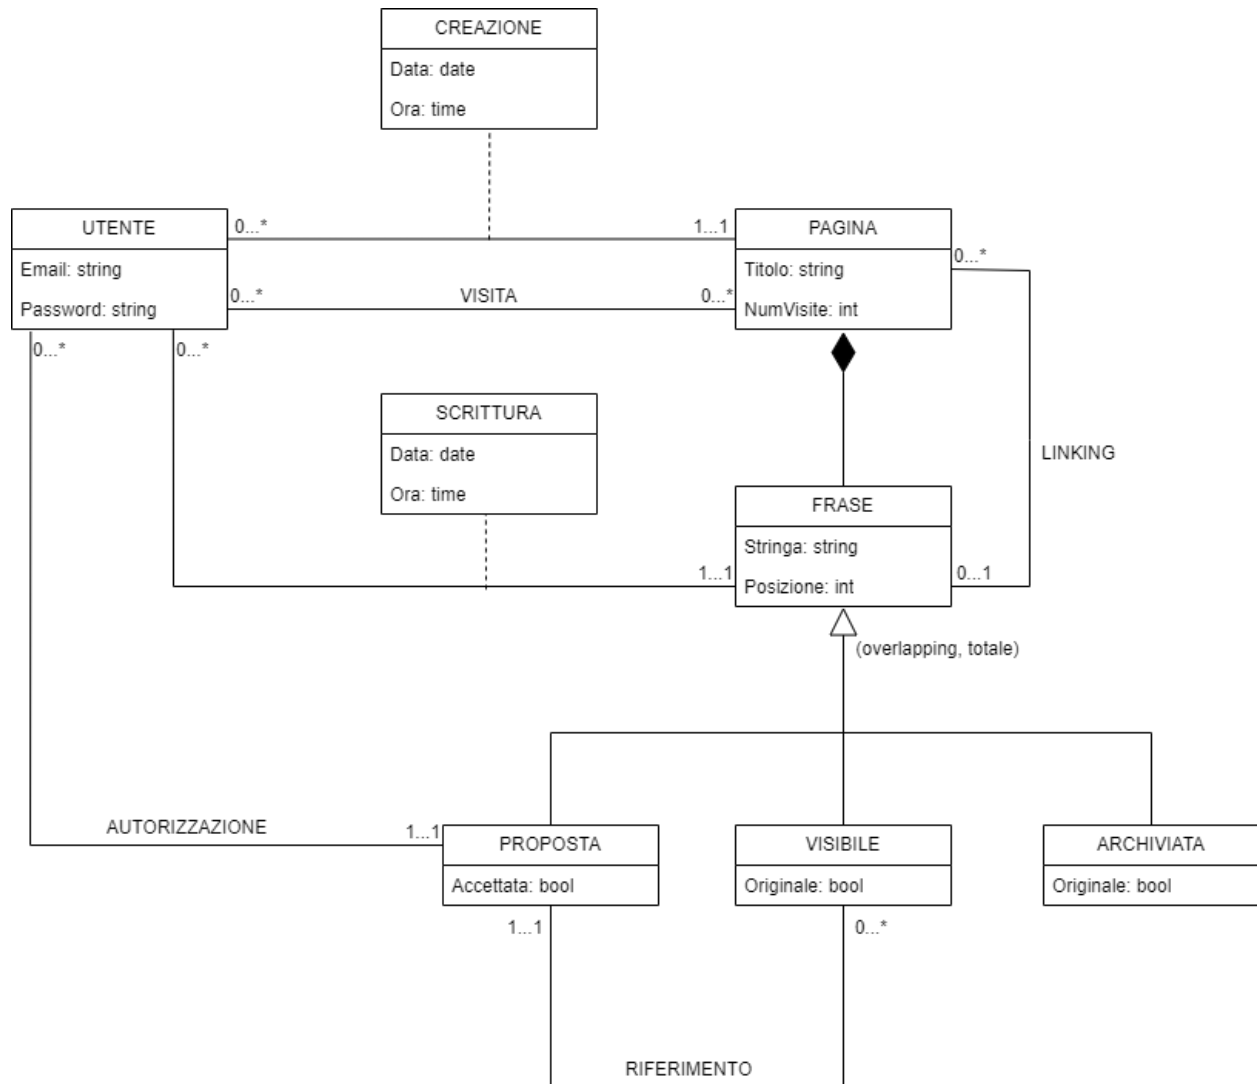 CREAZIONE
Data: date
Ora: time
UTENTE
Email: string
Password: string
0...*
1...1
PAGINA
Titolo: string
NumVisite: int
0...*
0...*
VISITA
0...*
0...*
0...*
SCRITTURA
Data: date
Ora: time
LINKING
FRASE
Stringa: string
Posizione: int
1...1
0...1
(overlapping, totale)
AUTORIZZAZIONE
1...1
PROPOSTA
Accettata: bool
VISIBILE
Originale: bool
ARCHIVIATA
Originale: bool
1...1
0...*
RIFERIMENTO